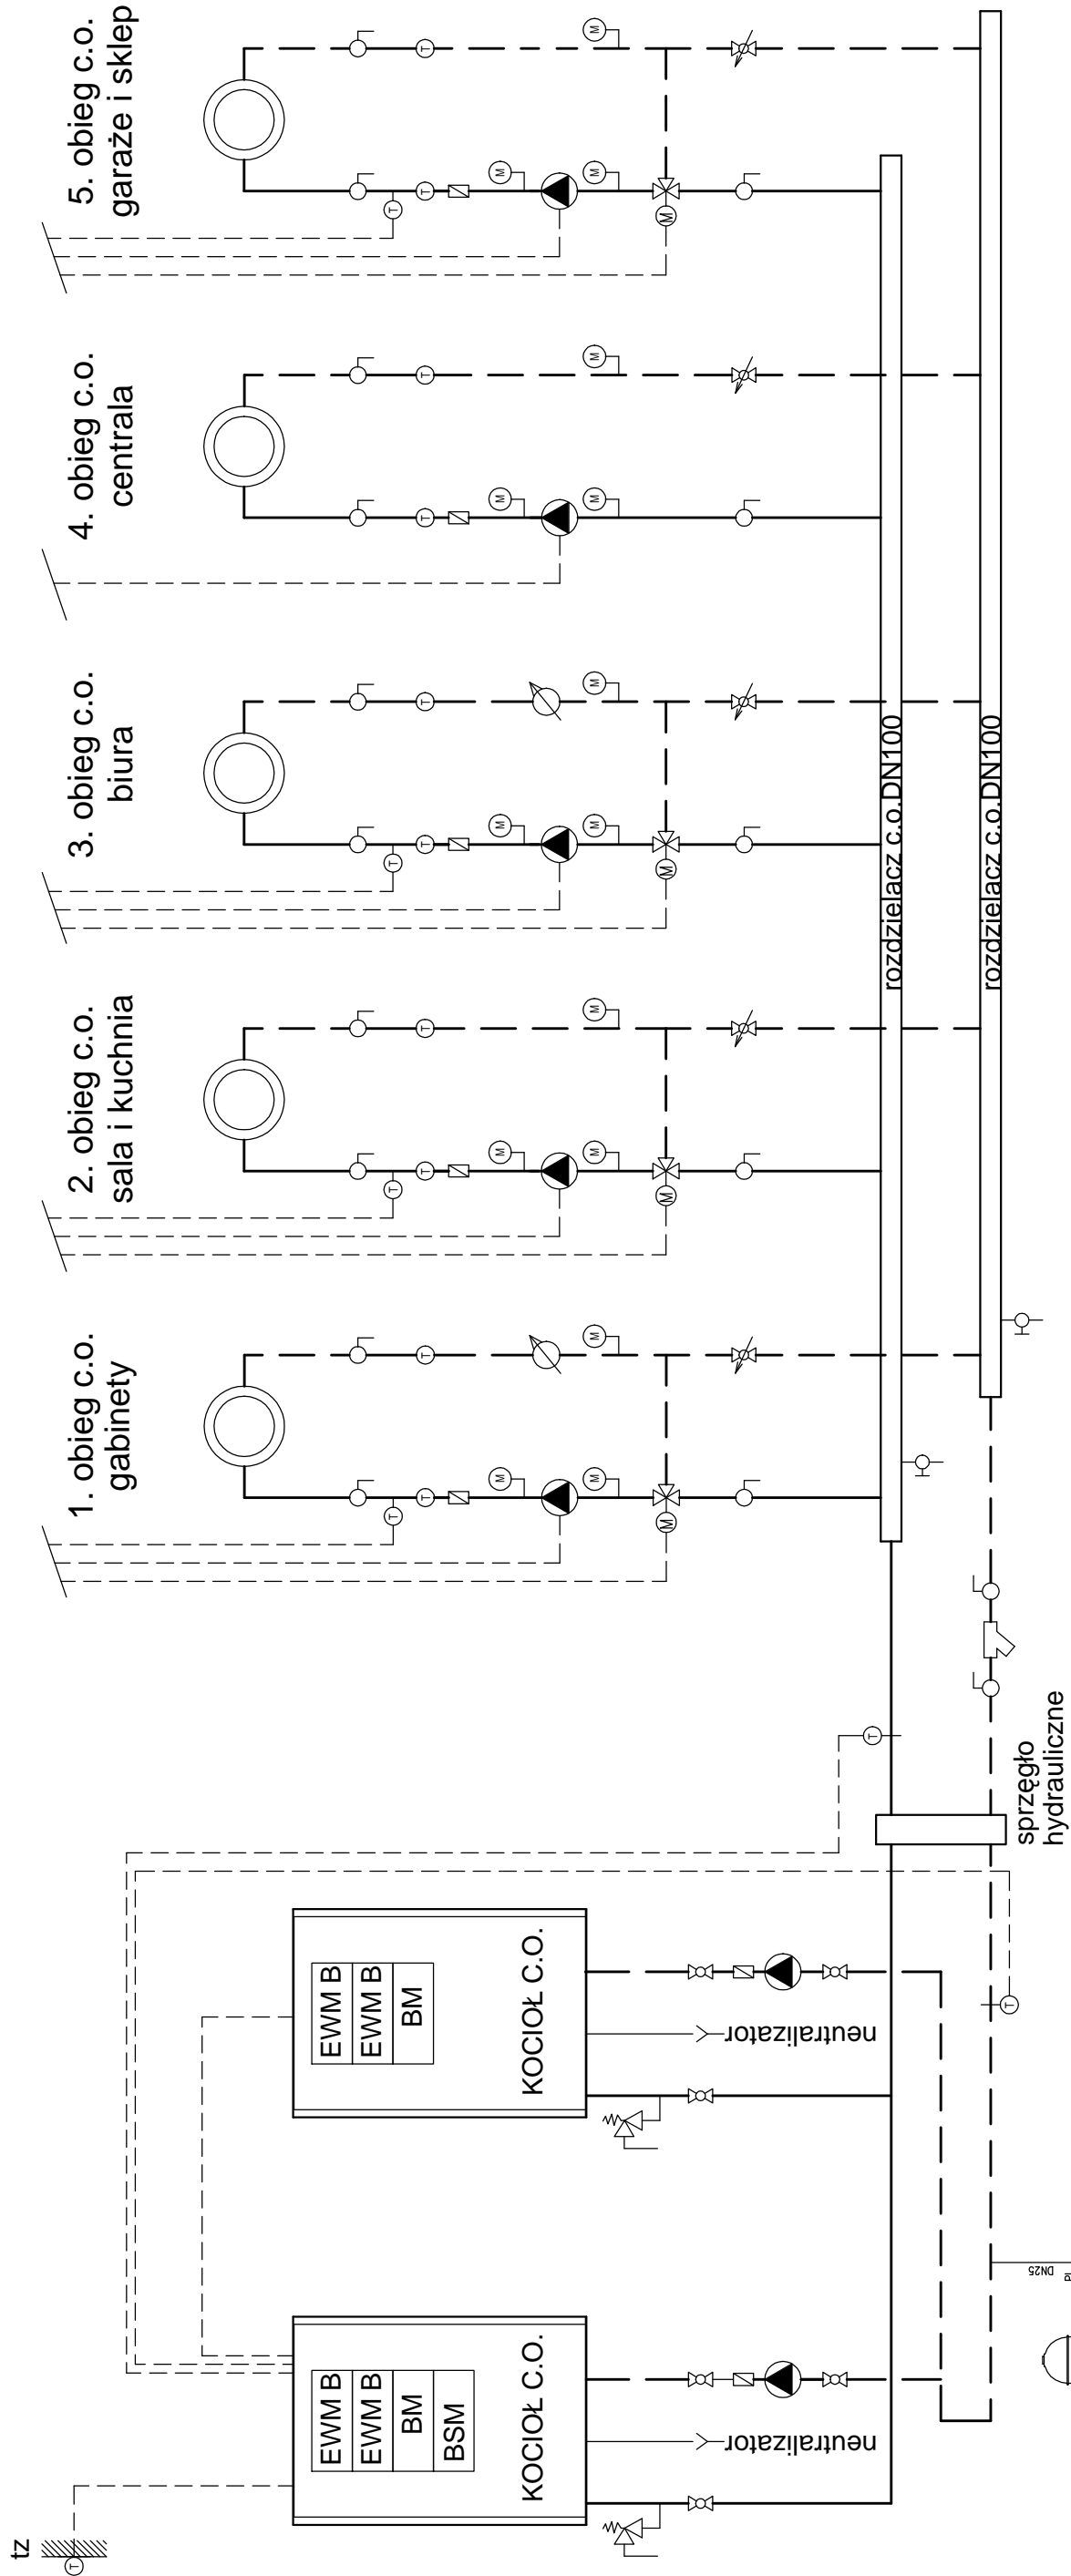 tz
EWM B
EWM B
BM
BSM
KOCIOŁ C.O.
neutralizator
EWM B
EWM B
BM
KOCIOŁ C.O.
neutralizator
DN25
sprzęgło
hydrauliczne
1. obieg c.o.
gabinety
2. obieg c.o.
sala i kuchnia
3. obieg c.o.
biura
4. obieg c.o.
centrala
5. obieg c.o.
garaże i sklep
rozdzielacz c.o.DN100
rozdzielacz c.o.DN100
T
T
T
T
T
T
M
M
M
M
T
T
T
M
M
M
M
T
T
T
M
M
M
M
T
T
M
M
M
T
T
T
M
M
M
M